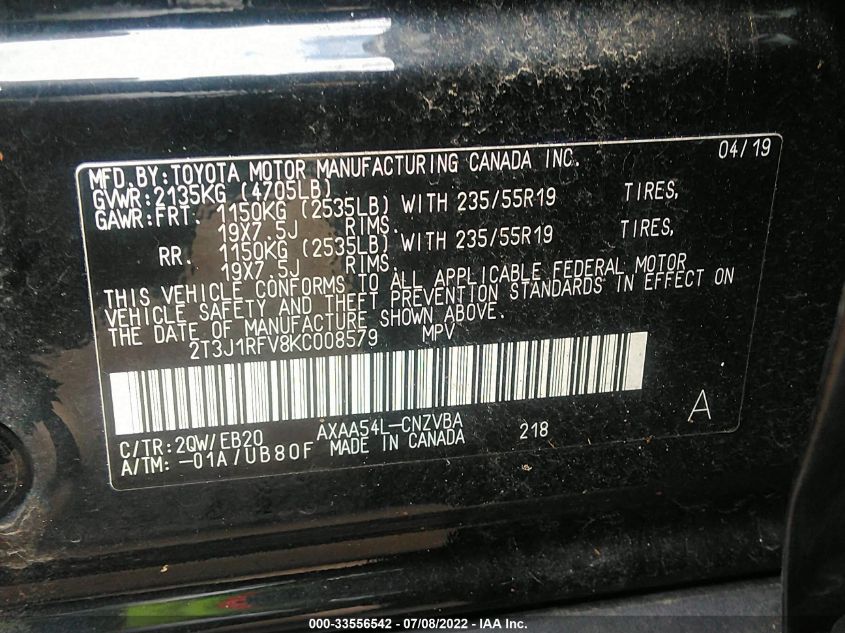 MFD.BY:TOYOTA MOTOR MANUFACTURING CANADA INC. 04/19
GVWR:2135KG (4705LB)
GAWR:FRT. 1150KG (2535LB) WITH 235/55R19 TIRES,
19X7.5J RIMS.
RR. 1150KG (2535LB) WITH 235/55R19 TIRES,
19X7.5J RIMS.
THIS VEHICLE CONFORMS TO ALL APPLICABLE FEDERAL MOTOR
VEHICLE SAFETY AND THEFT PREVENTION STANDARDS IN EFFECT ON
THE DATE OF MANUFACTURE SHOWN ABOVE.
2T3J1RFV8KC008579 MPV
A
C/TR:2QW/EB20 AXAA54L-CNZVBA 218
A/TM:-01A/UB80F MADE IN CANADA
000-33556542 / 07/08/2022 - IAA Inc.